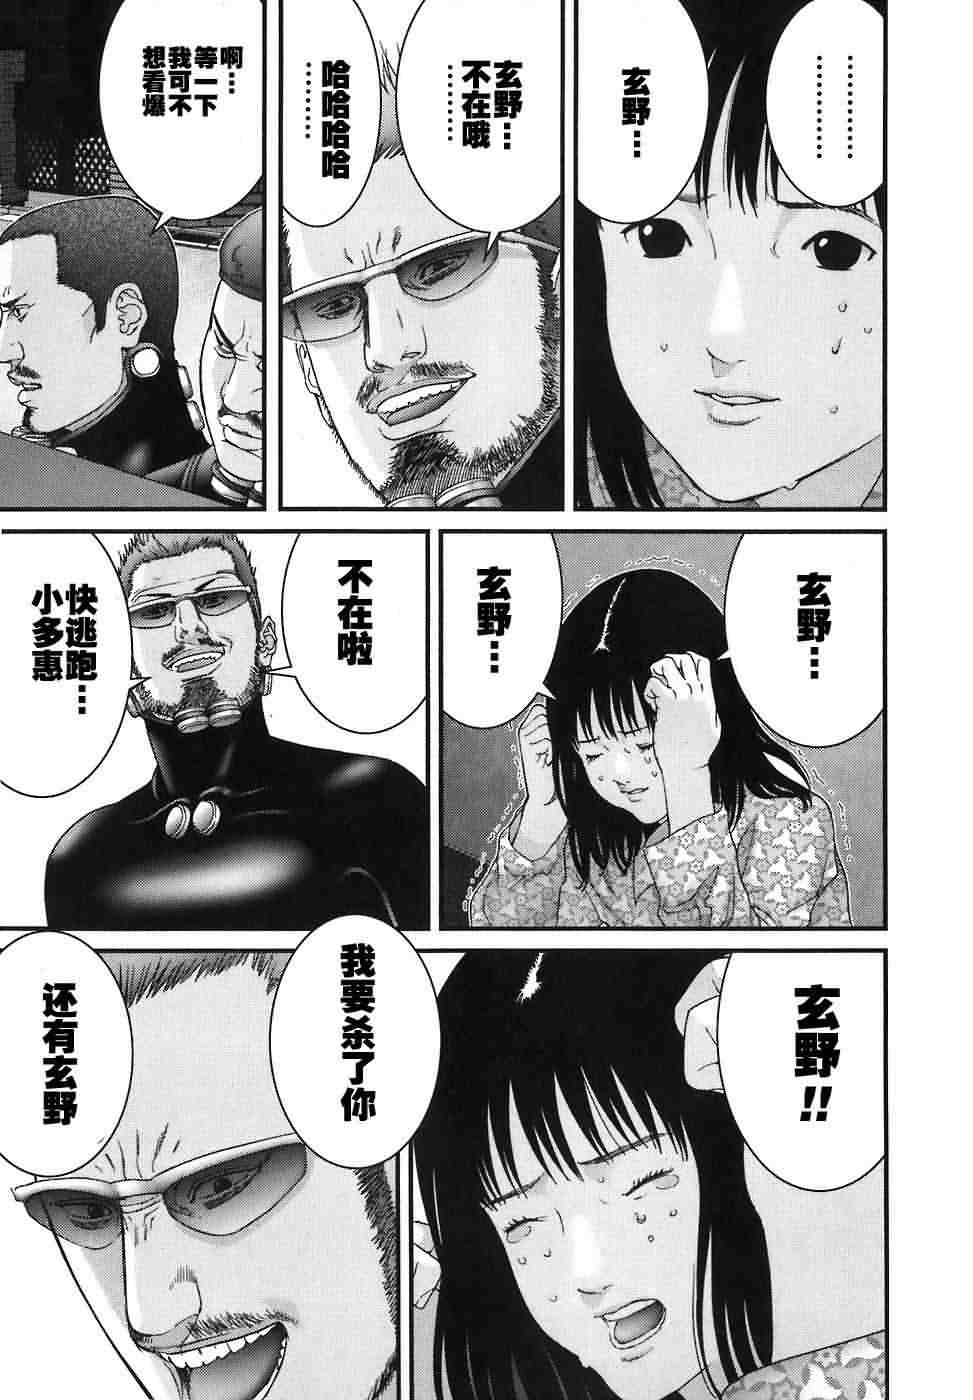 ………
………
玄野…
玄野…
不在哦
………
哈哈哈哈
………
啊…
等一下
我可不
想看爆
玄野…
玄野…
不在啦
快逃跑…
小多惠
玄野!!
我要杀了你
还有玄野